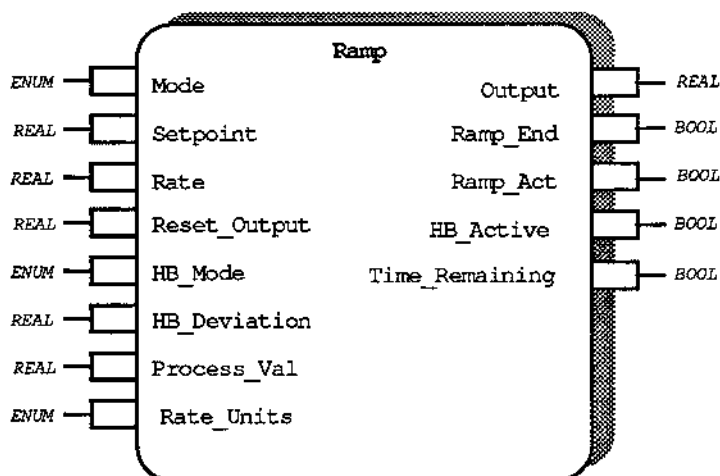 Ramp
ENUM Mode Output REAL
REAL Setpoint Ramp_End BOOL
REAL Rate Ramp_Act BOOL
REAL Reset_Output HB_Active BOOL
ENUM HB_Mode Time_Remaining BOOL
REAL HB_Deviation
REAL Process_Val
ENUM Rate_Units